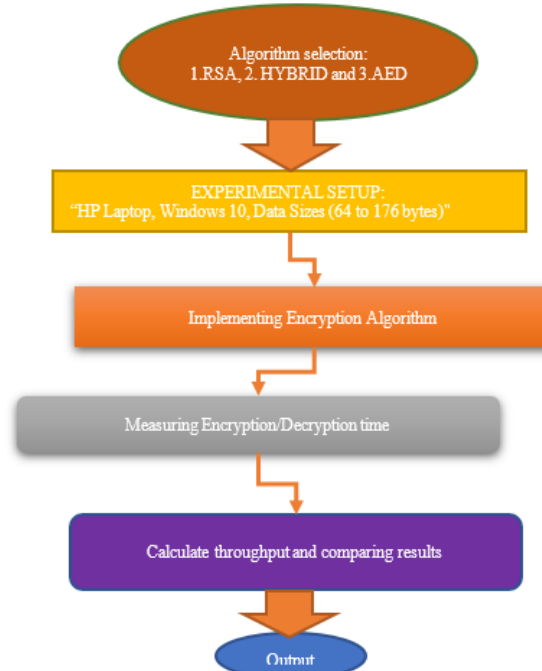 Algorithm selection:
1.RSA, 2. HYBRID and 3.AED
EXPERIMENTAL SETUP:
“HP Laptop, Windows 10, Data Sizes (64 to 176 bytes)"
Implementing Encryption Algorithm
Measuring Encryption/Decryption time
Calculate throughput and comparing results
Output